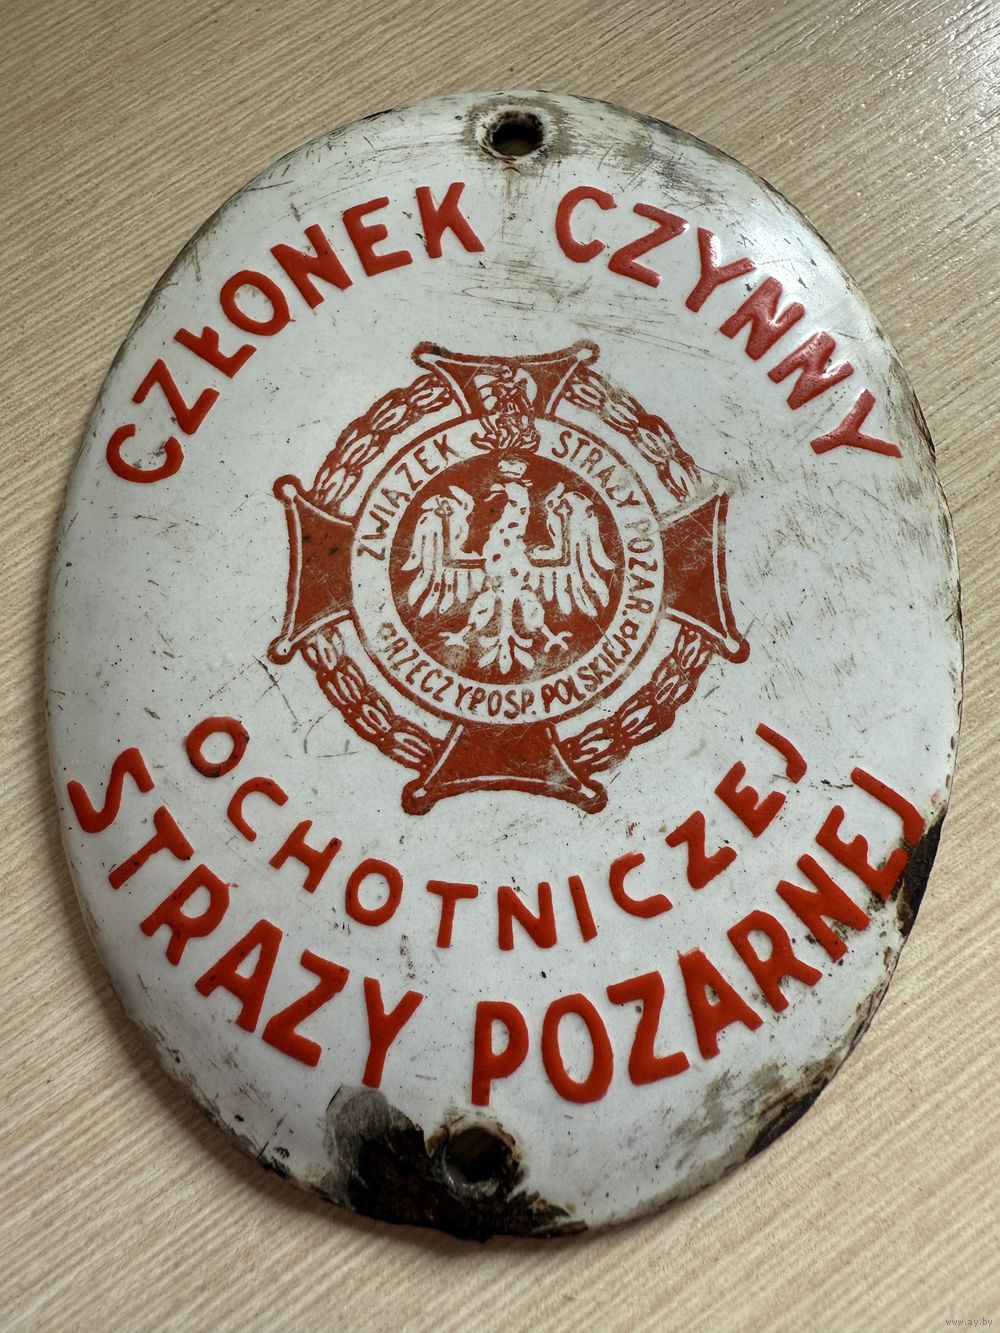 CZŁONEK CZYNNY
ZWIĄZEK STRAŻY POŻAR.
RZECZYPOSP. POLSKIEJ
OCHOTNICZEJ
STRAŻY POŻARNEJ
www.ay.by